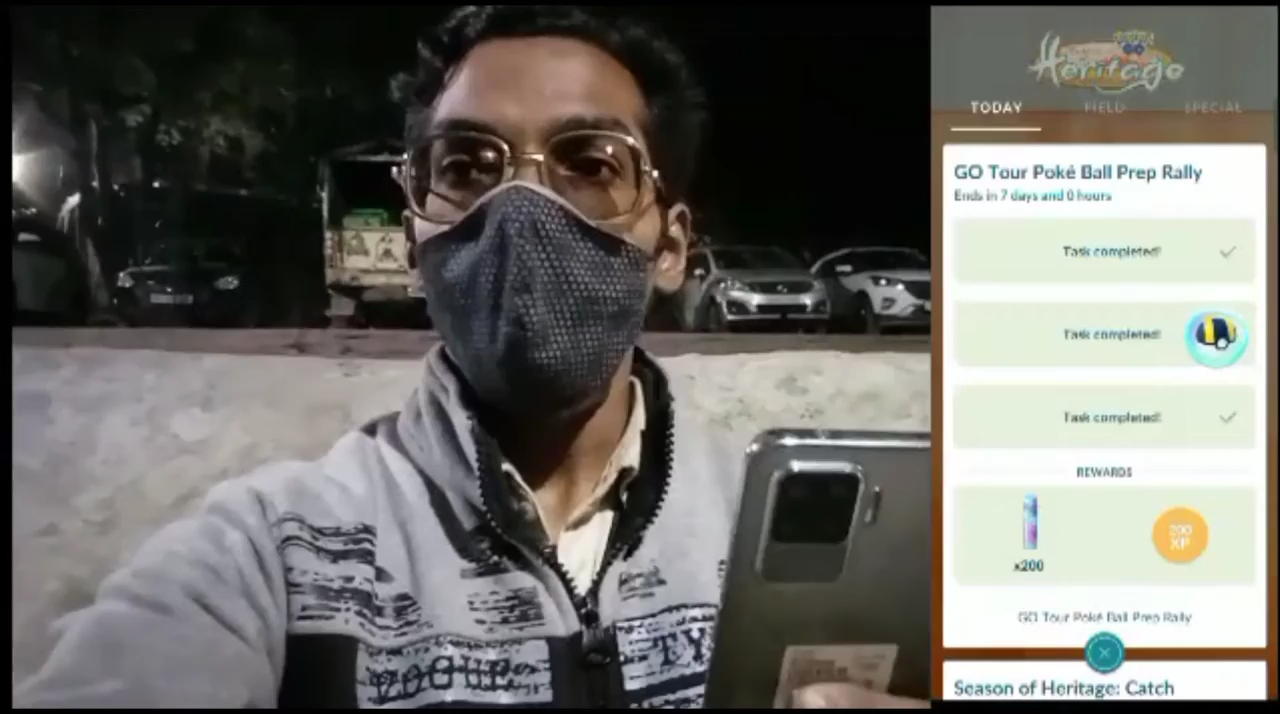 GO
Heritage
TODAY FIELD SPECIAL
GO Tour Poké Ball Prep Rally
Ends in 7 days and 0 hours
Task completed!
Task completed!
Task completed!
REWARDS
200
XP
x200
GO Tour Poké Ball Prep Rally
Season of Heritage: Catch
VOGUE
TY